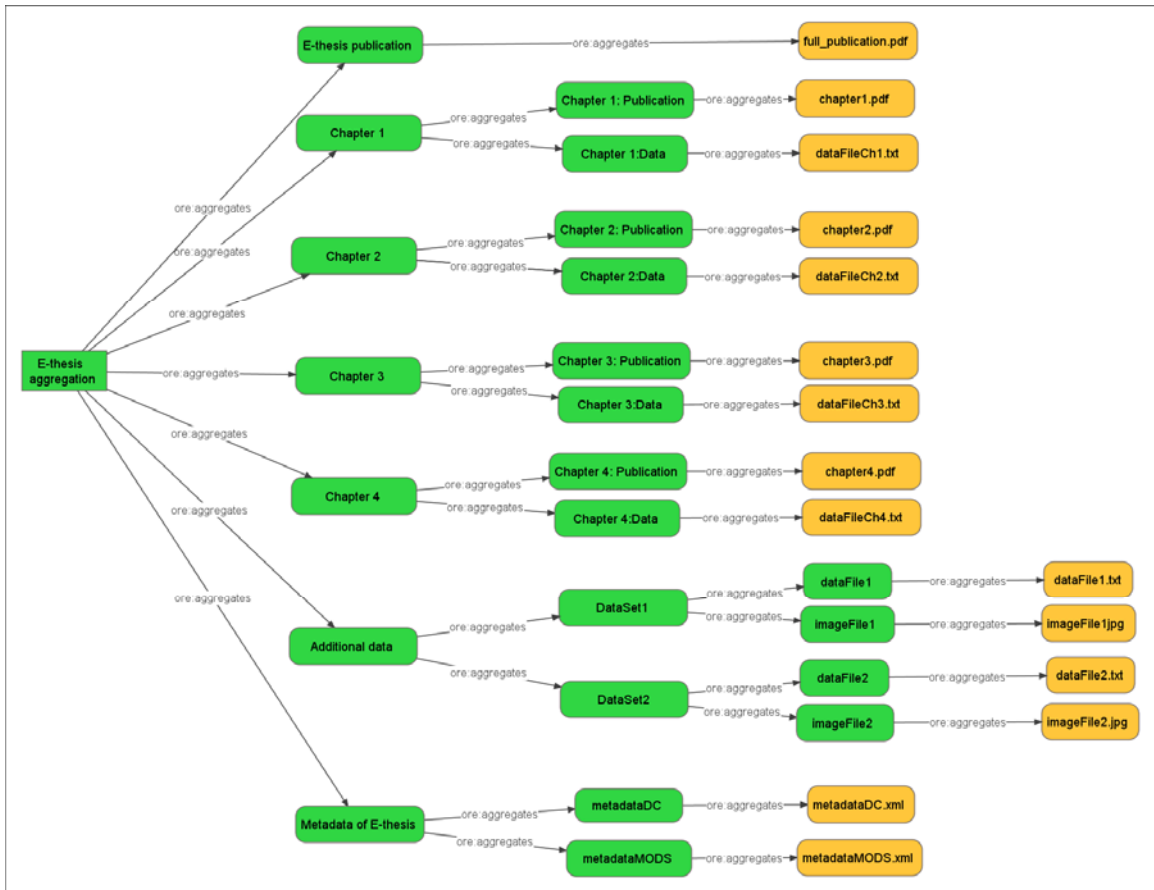 E-thesis publication
ore:aggregates
full_publication.pdf
Chapter 1: Publication
ore:aggregates
chapter1.pdf
ore:aggregates
Chapter 1
ore:aggregates
Chapter 1:Data
ore:aggregates
dataFileCh1.txt
ore:aggregates
Chapter 2: Publication
ore:aggregates
chapter2.pdf
ore:aggregates
ore:aggregates
Chapter 2
ore:aggregates
Chapter 2:Data
ore:aggregates
dataFileCh2.txt
ore:aggregates
E-thesis
aggregation
Chapter 3: Publication
ore:aggregates
chapter3.pdf
ore:aggregates
ore:aggregates
Chapter 3
ore:aggregates
Chapter 3:Data
ore:aggregates
dataFileCh3.txt
ore:aggregates
Chapter 4: Publication
ore:aggregates
chapter4.pdf
ore:aggregates
Chapter 4
ore:aggregates
Chapter 4:Data
ore:aggregates
dataFileCh4.txt
ore:aggregates
dataFile1
ore:aggregates
dataFile1.txt
ore:aggregates
ore:aggregates
DataSet1
ore:aggregates
imageFile1
ore:aggregates
imageFile1jpg
ore:aggregates
Additional data
ore:aggregates
dataFile2
ore:aggregates
dataFile2.txt
ore:aggregates
DataSet2
ore:aggregates
imageFile2
ore:aggregates
imageFile2.jpg
metadataDC
ore:aggregates
metadataDC.xml
ore:aggregates
Metadata of E-thesis
ore:aggregates
metadataMODS
ore:aggregates
metadataMODS.xml